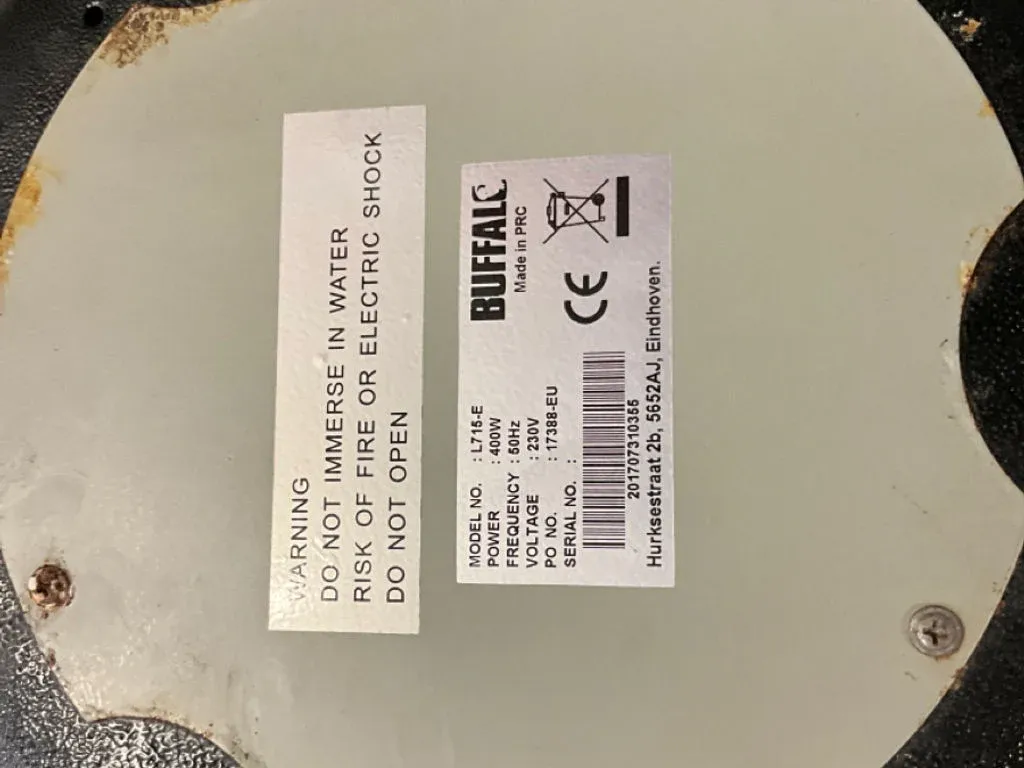 WARNING
DO NOT IMMERSE IN WATER
RISK OF FIRE OR ELECTRIC SHOCK
DO NOT OPEN
BUFFALO
Made in PRC
MODEL NO. : L715-E
POWER : 400W
FREQUENCY : 50Hz
VOLTAGE : 230V
PO NO. : 17388-EU
SERIAL NO. :
201707310355
CE
Hurksestraat 2b, 5652AJ, Eindhoven.